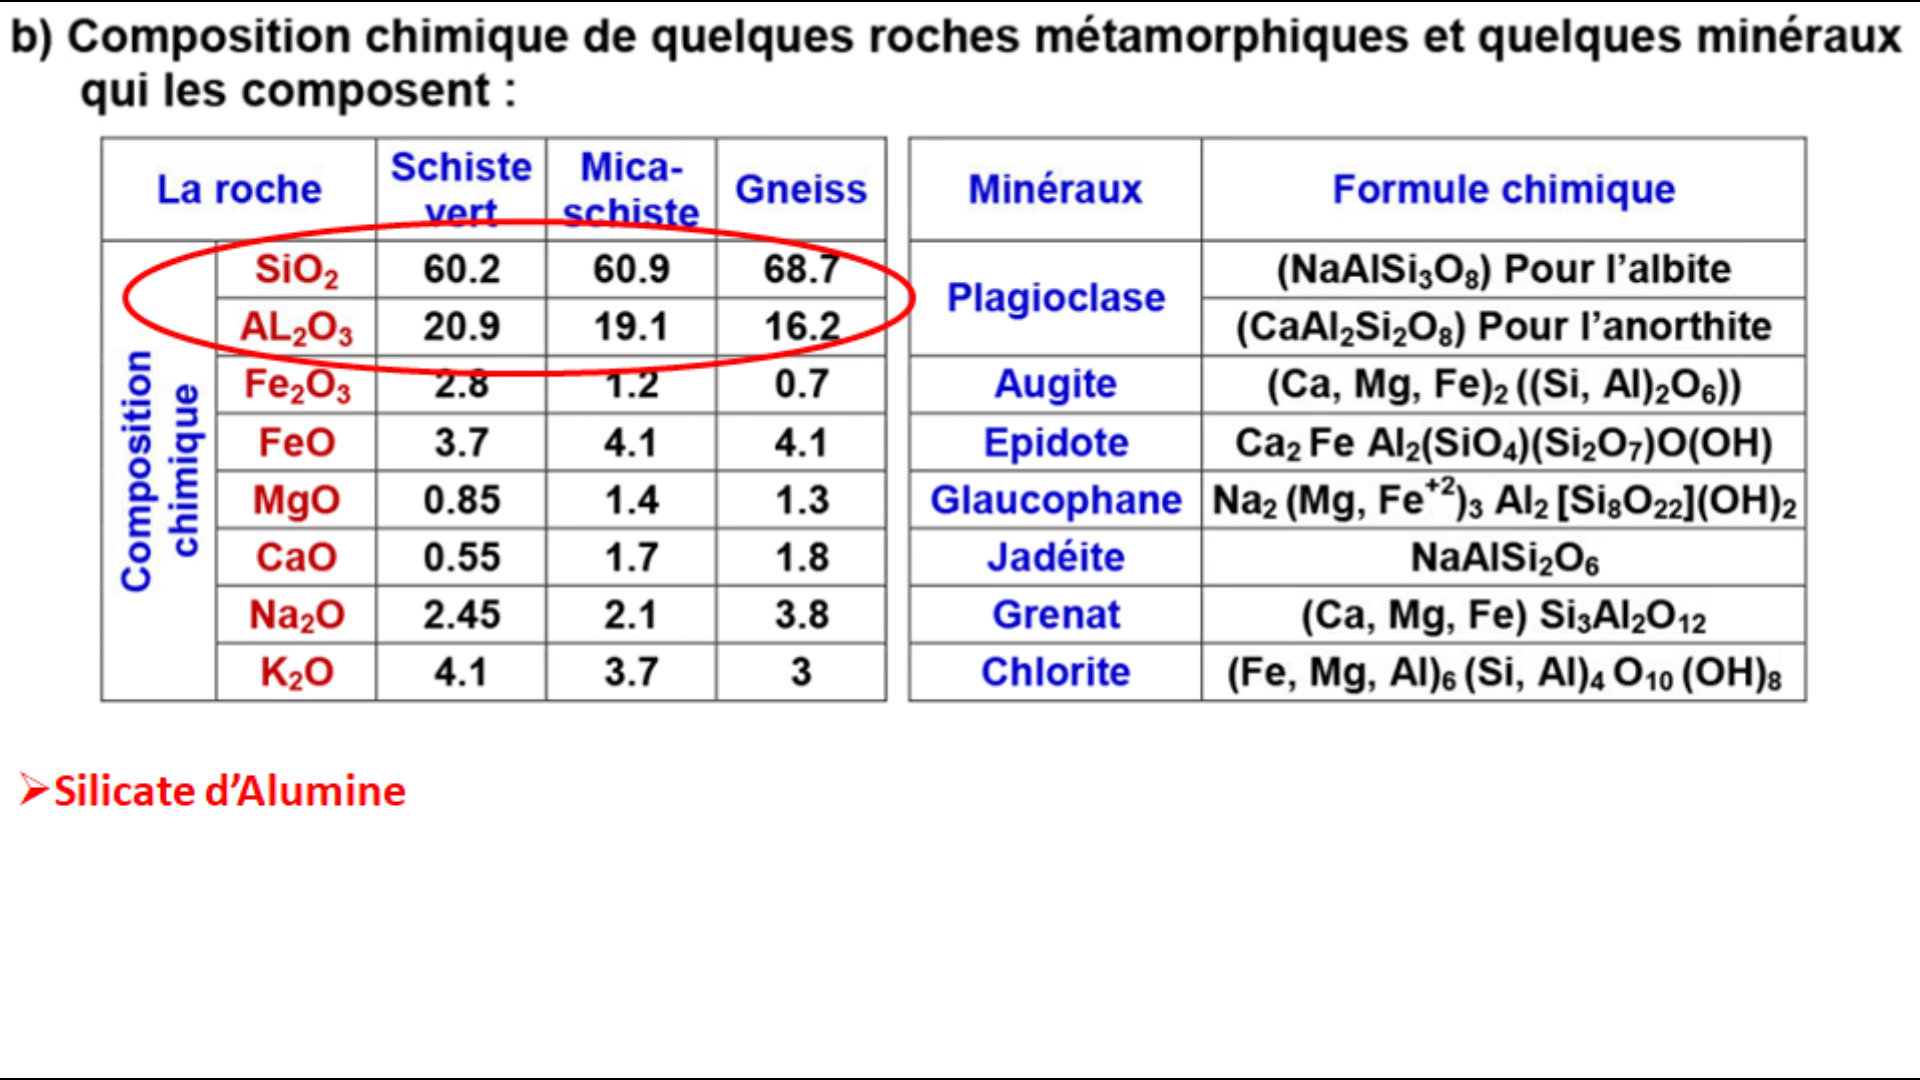 b) Composition chimique de quelques roches métamorphiques et quelques minéraux
qui les composent :
La roche | Schiste vert | Mica-schiste | Gneiss
Composition chimique
SiO₂ | 60.2 | 60.9 | 68.7
AL₂O₃ | 20.9 | 19.1 | 16.2
Fe₂O₃ | 2.8 | 1.2 | 0.7
FeO | 3.7 | 4.1 | 4.1
MgO | 0.85 | 1.4 | 1.3
CaO | 0.55 | 1.7 | 1.8
Na₂O | 2.45 | 2.1 | 3.8
K₂O | 4.1 | 3.7 | 3
Minéraux | Formule chimique
Plagioclase | (NaAlSi₃O₈) Pour l’albite
(CaAl₂Si₂O₈) Pour l’anorthite
Augite | (Ca, Mg, Fe)₂ ((Si, Al)₂O₆))
Epidote | Ca₂ Fe Al₂(SiO₄)(Si₂O₇)O(OH)
Glaucophane | Na₂ (Mg, Fe⁺²)₃ Al₂ [Si₈O₂₂](OH)₂
Jadéite | NaAlSi₂O₆
Grenat | (Ca, Mg, Fe) Si₃Al₂O₁₂
Chlorite | (Fe, Mg, Al)₆ (Si, Al)₄ O₁₀ (OH)₈
➢Silicate d’Alumine